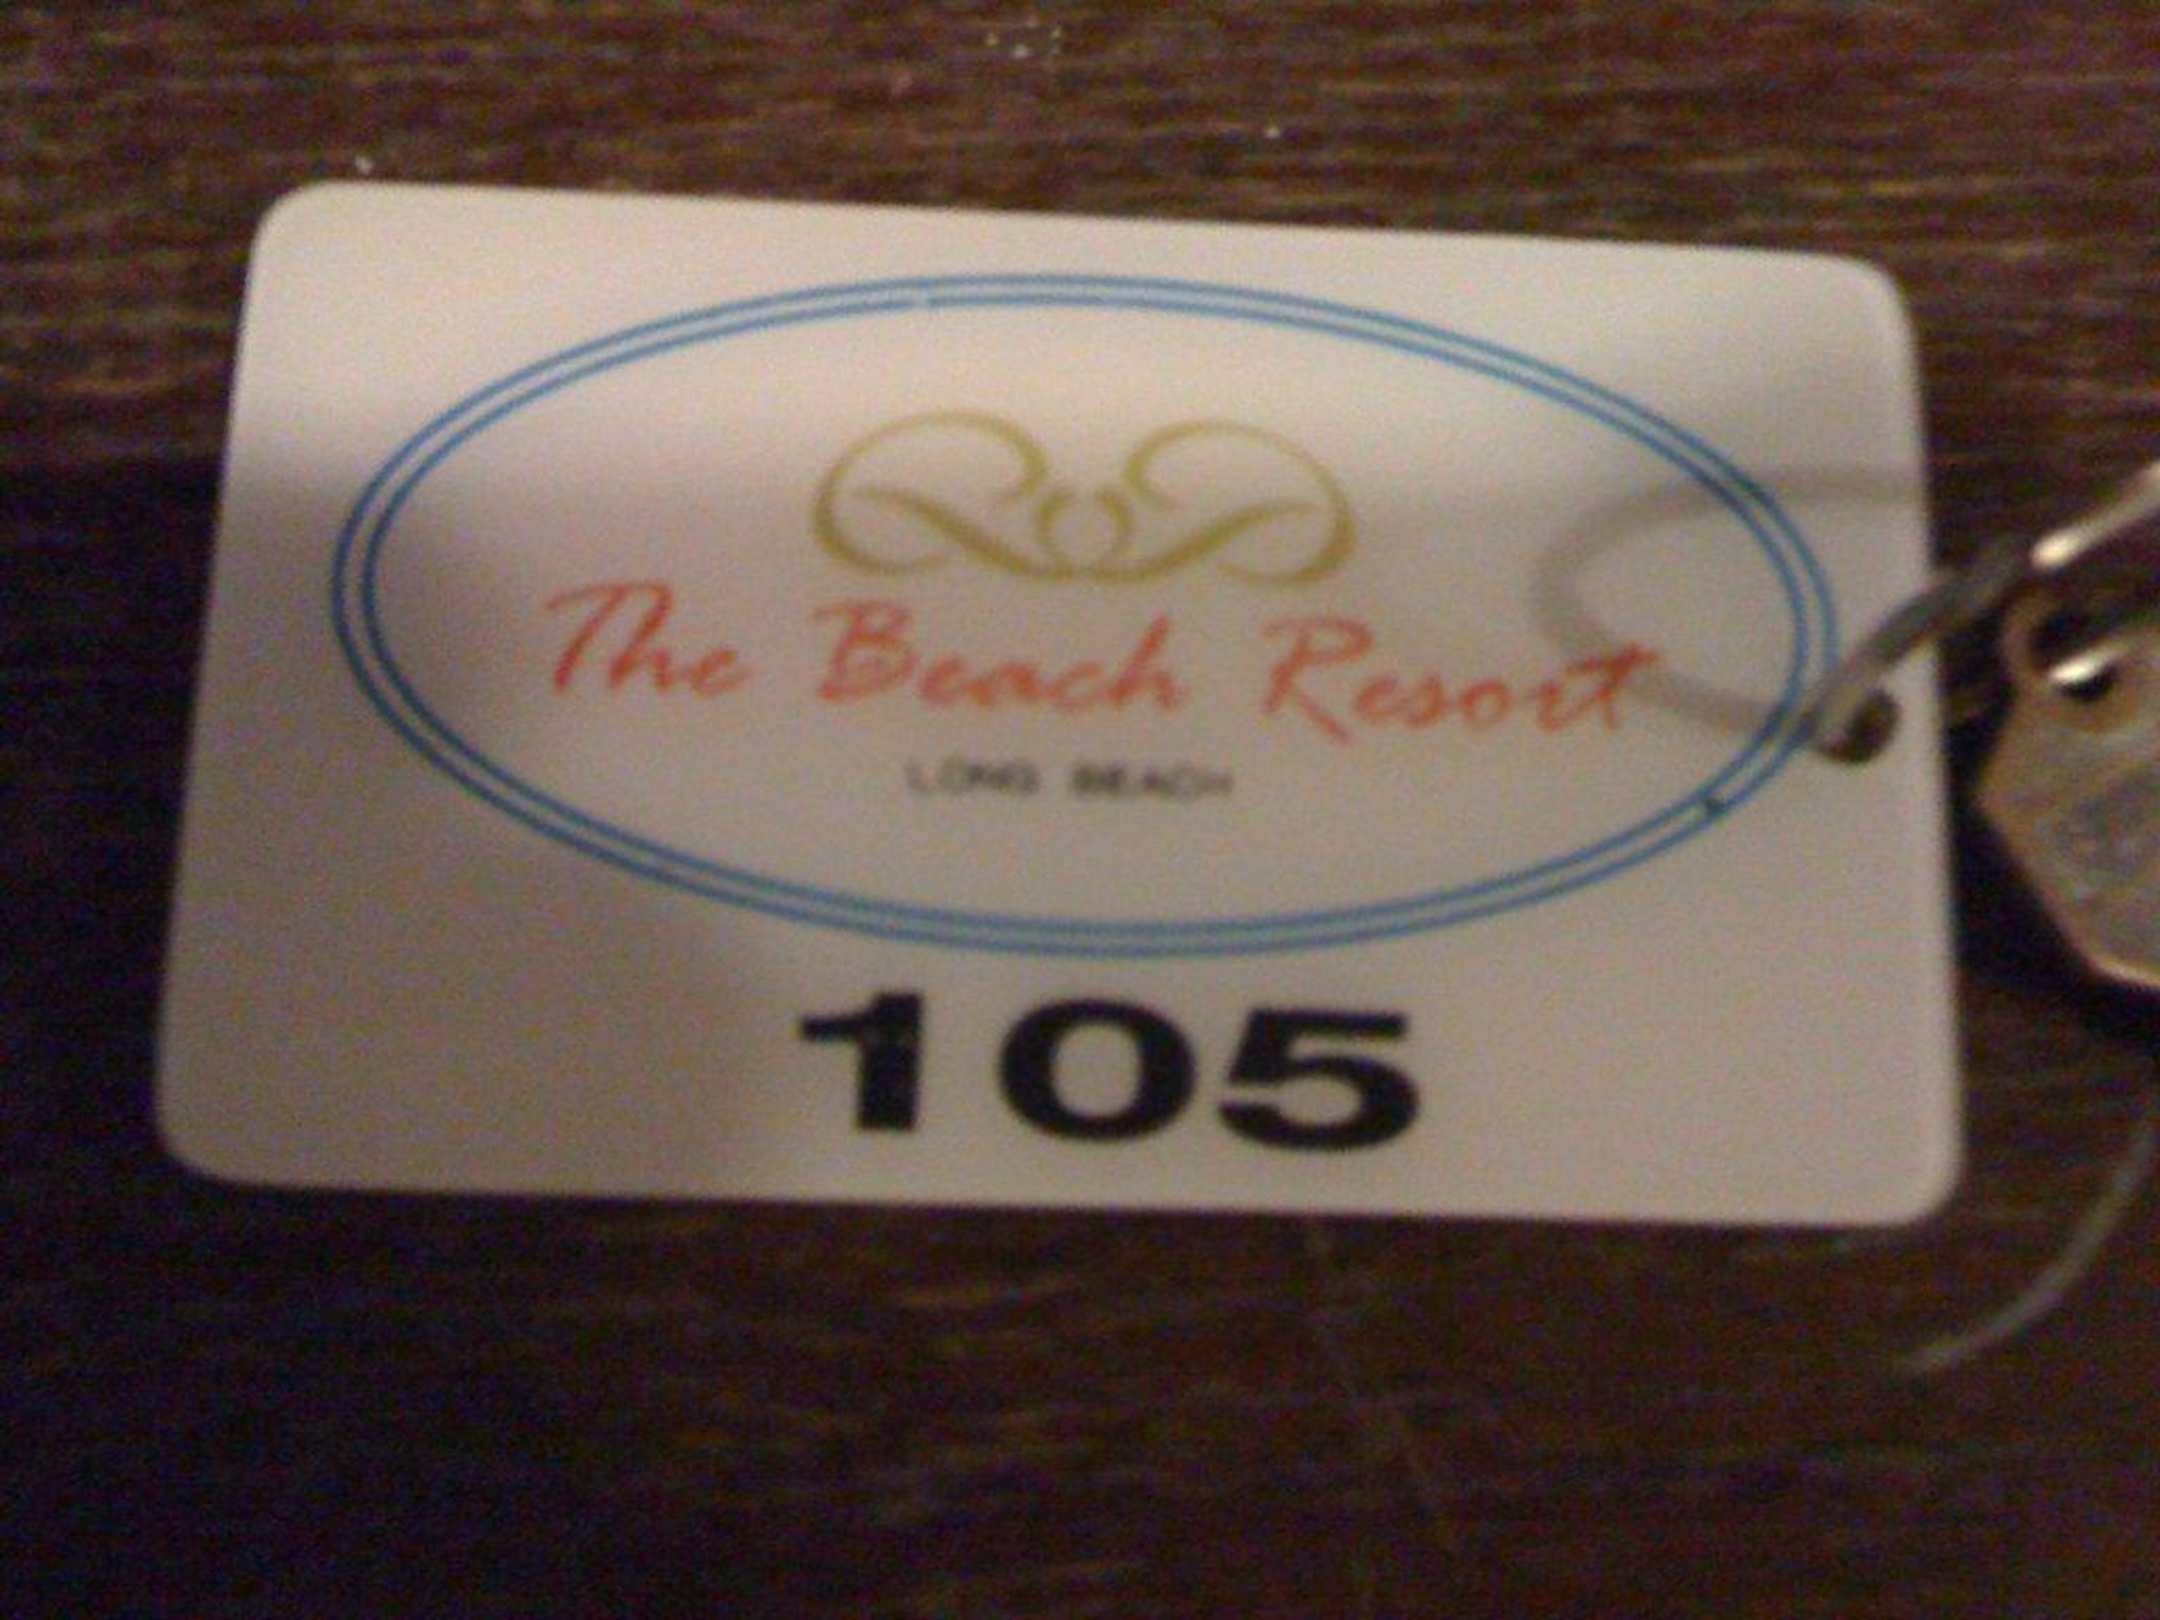 The Beach Resort
LONG BEACH
105